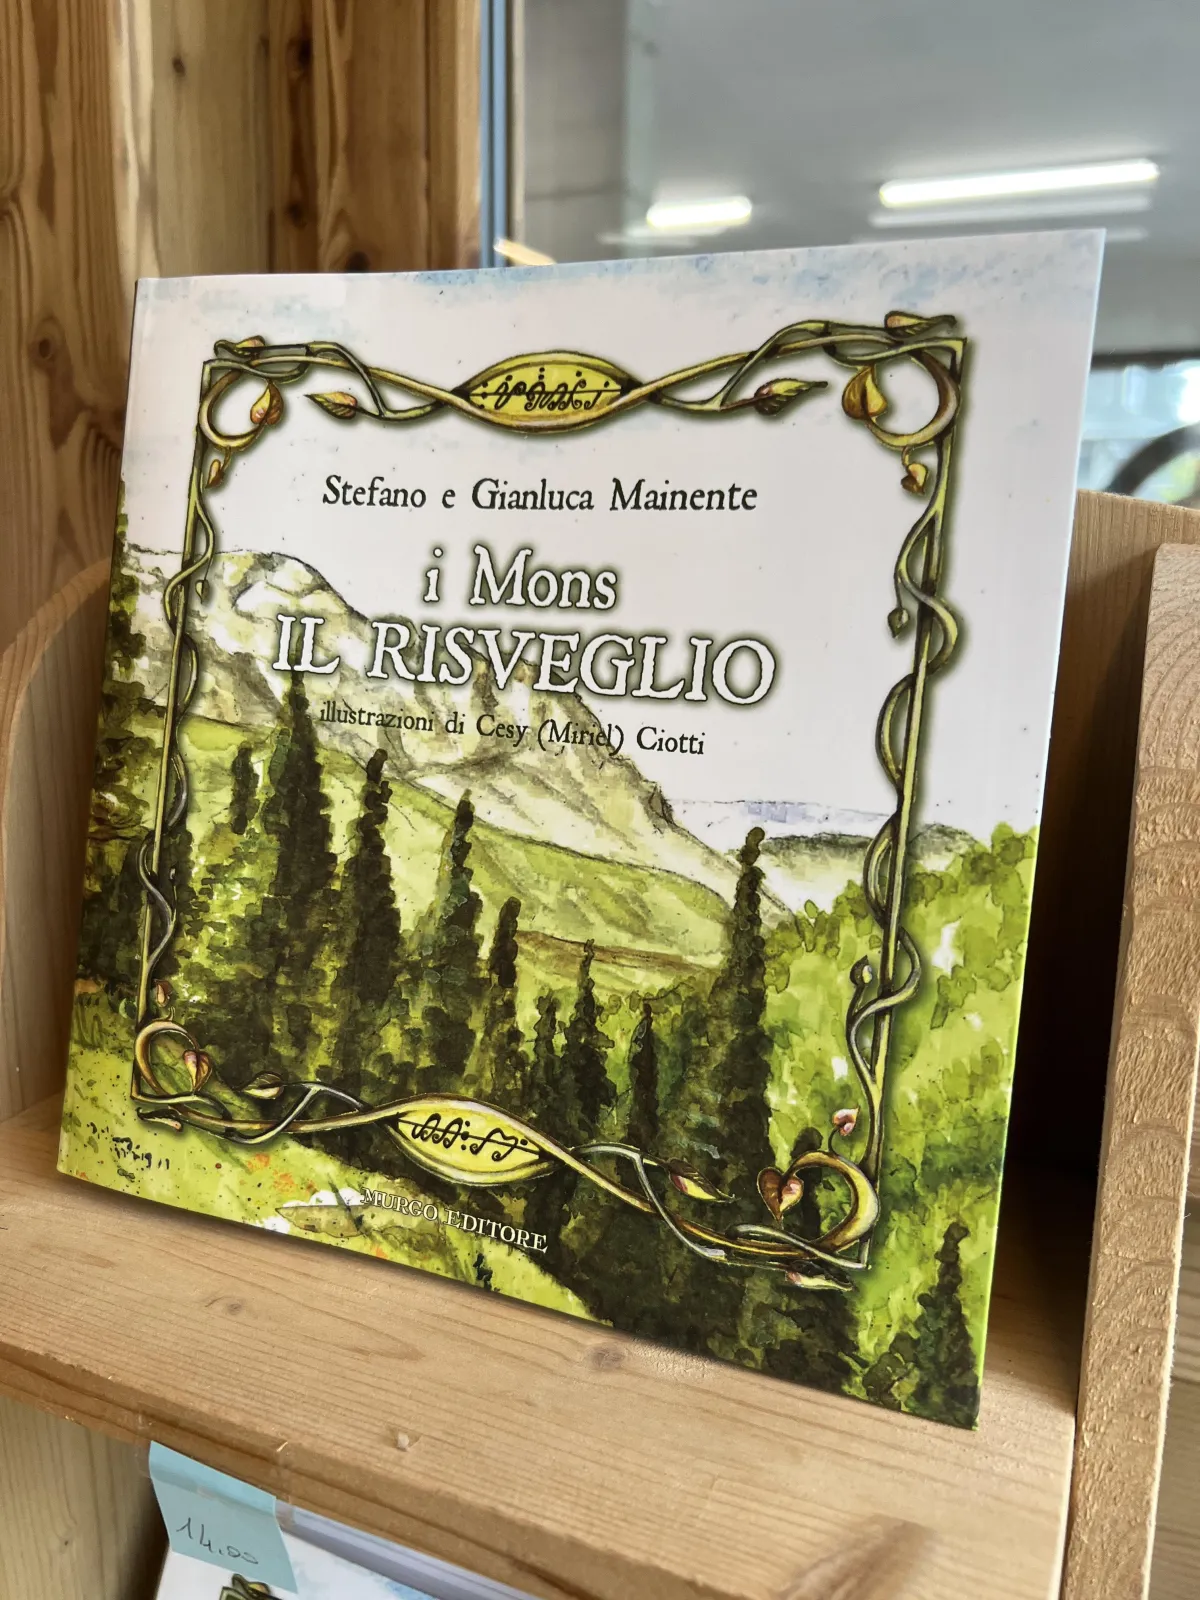 Stefano e Gianluca Mainente
i Mons
IL RISVEGLIO
illustrazioni di Cesy (Miriel) Ciotti
MURGO EDITORE
14.00